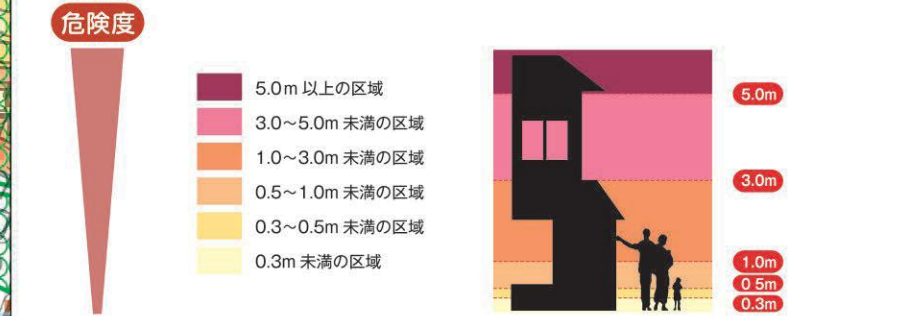 危険度
5.0m 以上の区域
3.0～5.0m 未満の区域
1.0～3.0m 未満の区域
0.5～1.0m 未満の区域
0.3～0.5m 未満の区域
0.3m 未満の区域
5.0m
3.0m
1.0m
0 5m
0.3m